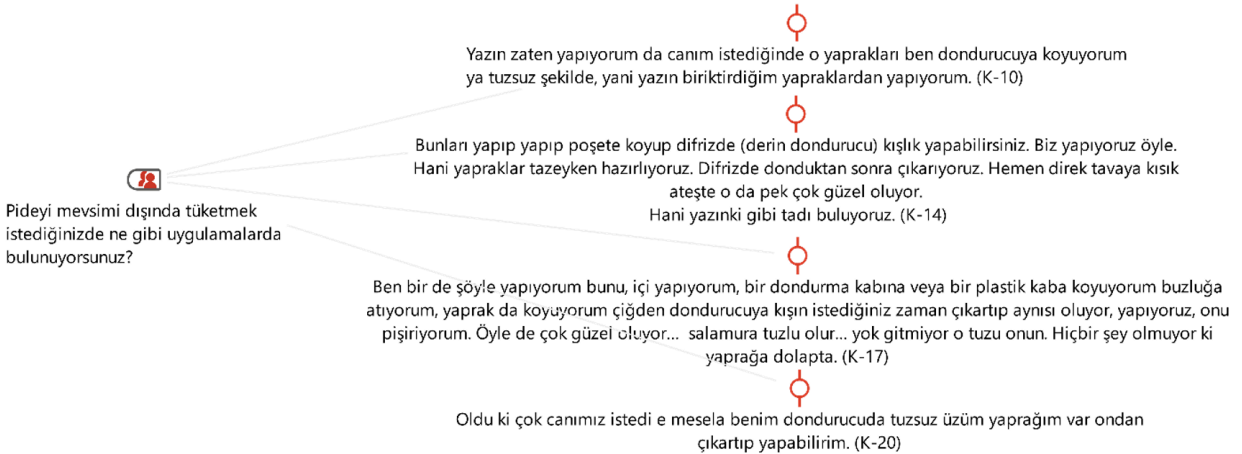 Yazın zaten yapıyorum da canım istediğinde o yaprakları ben dondurucuya koyuyorum
ya tuzsuz şekilde, yani yazın biriktirdiğim yapraklardan yapıyorum. (K-10)
Bunları yapıp yapıp poşete koyup difrizde (derin dondurucu) kışlık yapabilirsiniz. Biz yapıyoruz öyle.
Hani yapraklar tazeyken hazırlıyoruz. Difrizde donduktan sonra çıkarıyoruz. Hemen direk tavaya kısık
ateşte o da pek çok güzel oluyor.
Hani yazınki gibi tadı buluyoruz. (K-14)
Pideyi mevsimi dışında tüketmek
istediğinizde ne gibi uygulamalarda
bulunuyorsunuz?
Ben bir de şöyle yapıyorum bunu, içi yapıyorum, bir dondurma kabına veya bir plastik kaba koyuyorum buzluğa
atıyorum, yaprak da koyuyorum çiğden dondurucuya kışın istediğiniz zaman çıkartıp aynısı oluyor, yapıyoruz, onu
pişiriyorum. Öyle de çok güzel oluyor... salamura tuzlu olur... yok gitmiyor o tuzu onun. Hiçbir şey olmuyor ki
yaprağa dolapta. (K-17)
Oldu ki çok canımız istedi e mesela benim dondurucuda tuzsuz üzüm yaprağım var ondan
çıkartıp yapabilirim. (K-20)